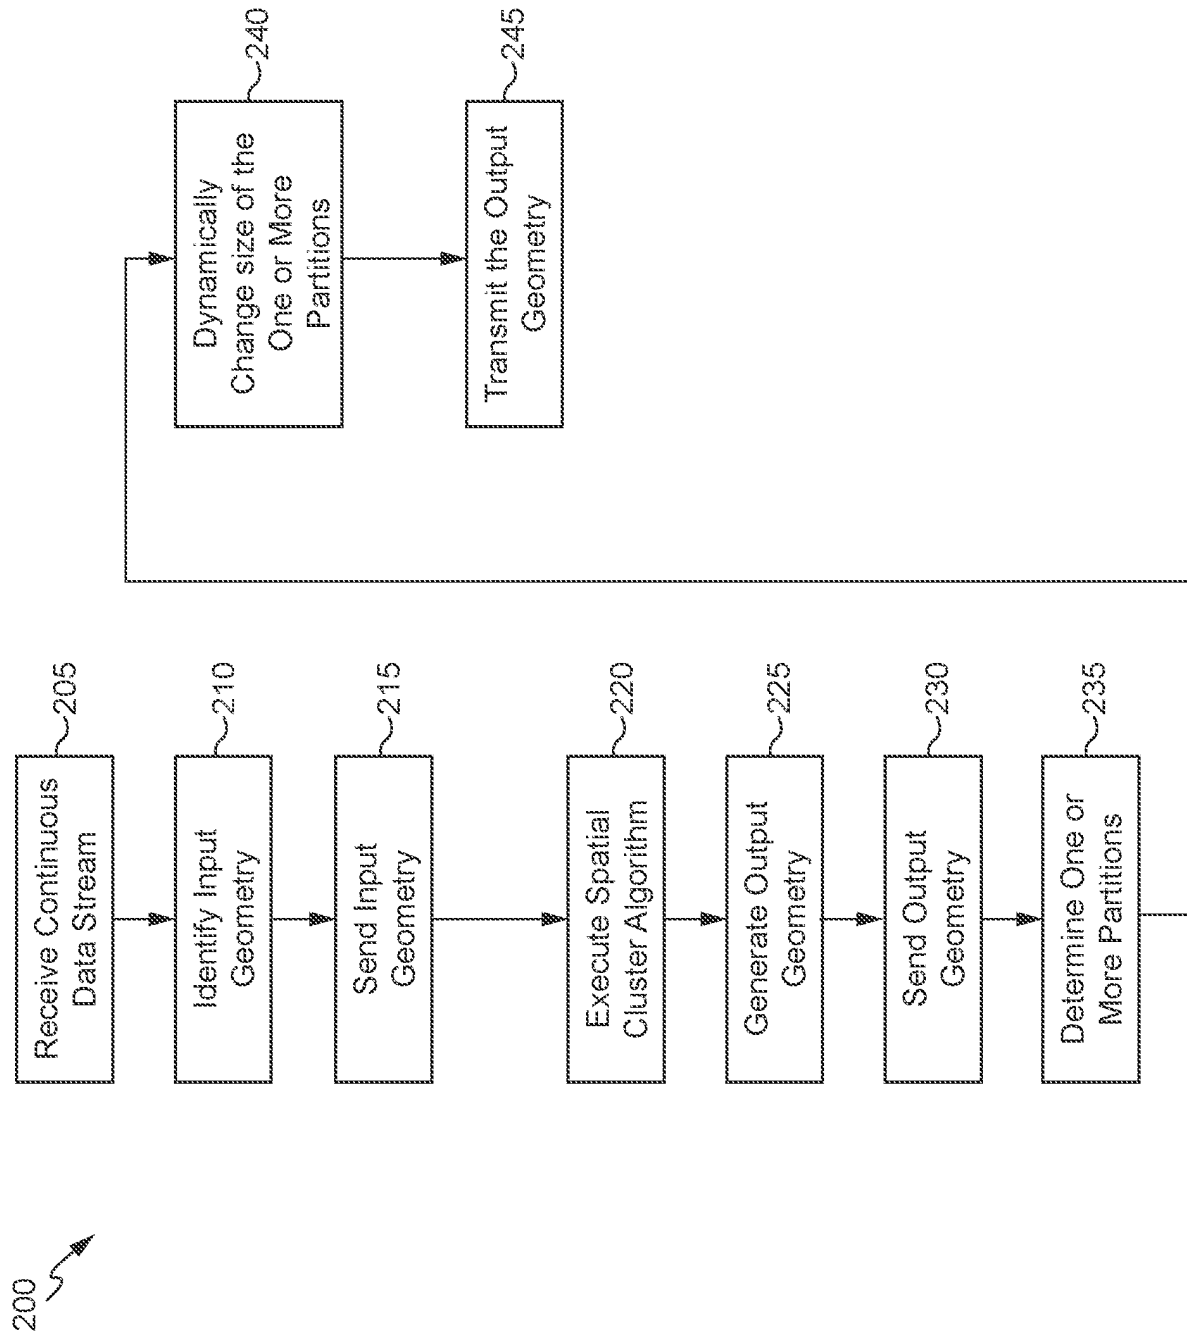 200
Receive Continuous
Data Stream
205
Identify Input
Geometry
210
Send Input
Geometry
215
Execute Spatial
Cluster Algorithm
220
Generate Output
Geometry
225
Send Output
Geometry
230
Determine One or
More Partitions
235
Dynamically
Change size of the
One or More
Partitions
240
Transmit the Output
Geometry
245